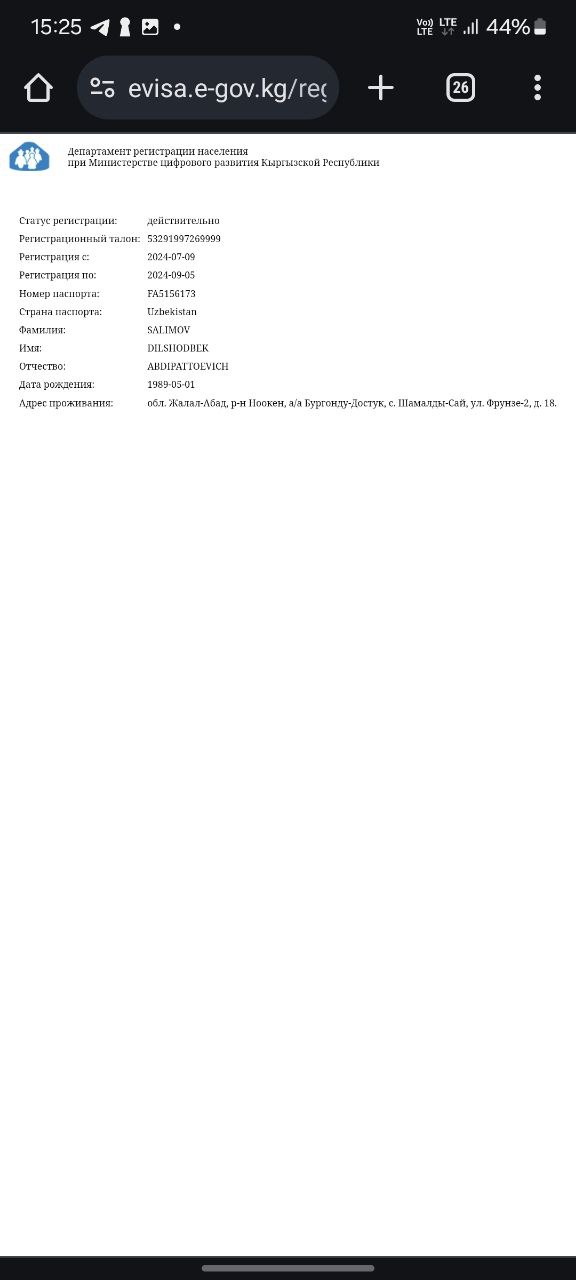 15:25
Vo)) LTE
LTE
44%
evisa.e-gov.kg/reg
26
Департамент регистрации населения
при Министерстве цифрового развития Кыргызской Республики
Статус регистрации: действительно
Регистрационный талон: 53291997269999
Регистрация с: 2024-07-09
Регистрация по: 2024-09-05
Номер паспорта: FA5156173
Страна паспорта: Uzbekistan
Фамилия: SALIMOV
Имя: DILSHODBEK
Отчество: ABDIPATTOEVICH
Дата рождения: 1989-05-01
Адрес проживания: обл. Жалал-Абад, р-н Ноокен, а/а Бургонду-Достук, с. Шамалды-Сай, ул. Фрунзе-2, д. 18.